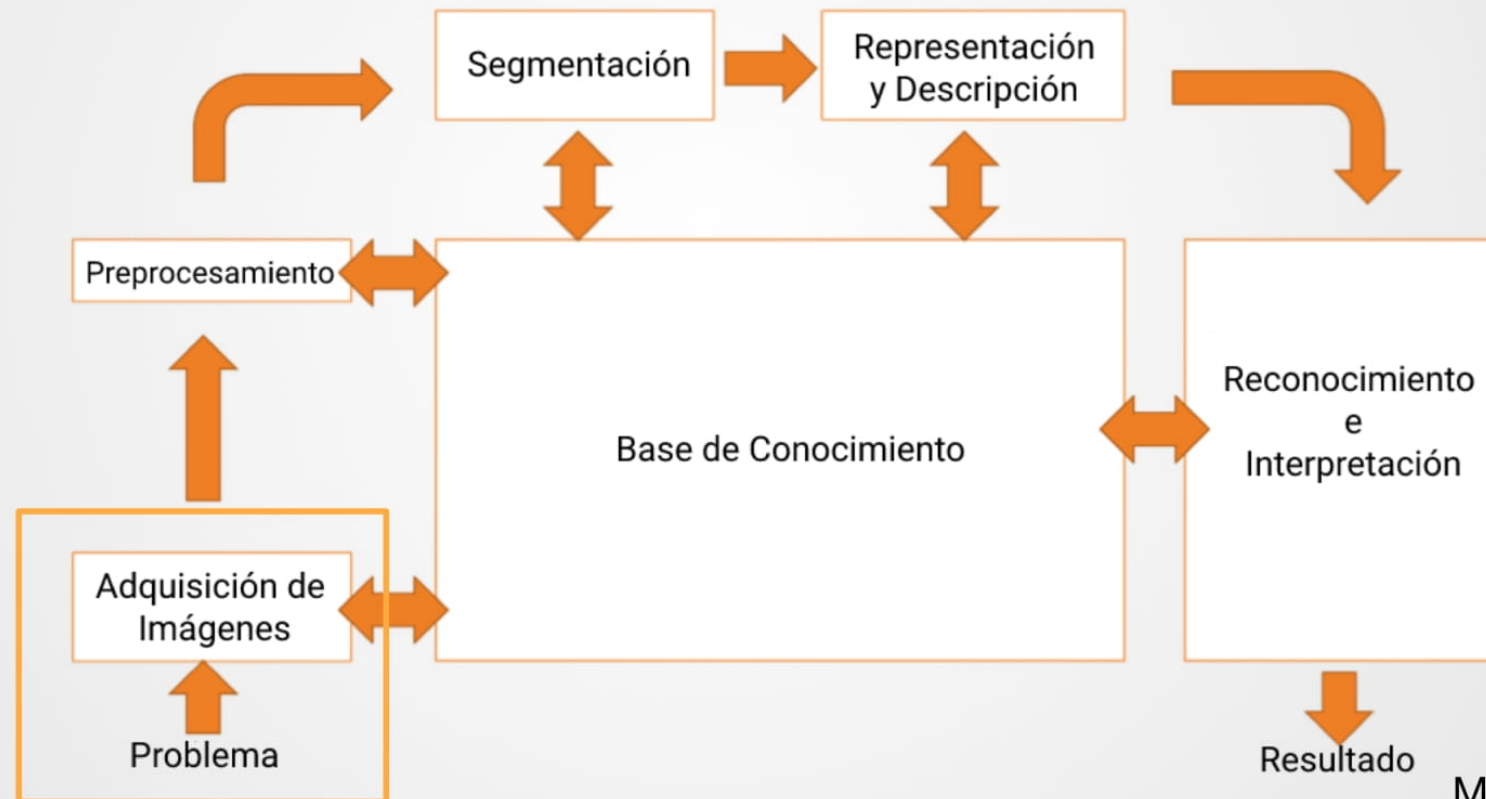 Segmentación
Representación
y Descripción
Preprocesamiento
Base de Conocimiento
Reconocimiento
e
Interpretación
Adquisición de
Imágenes
Problema
Resultado